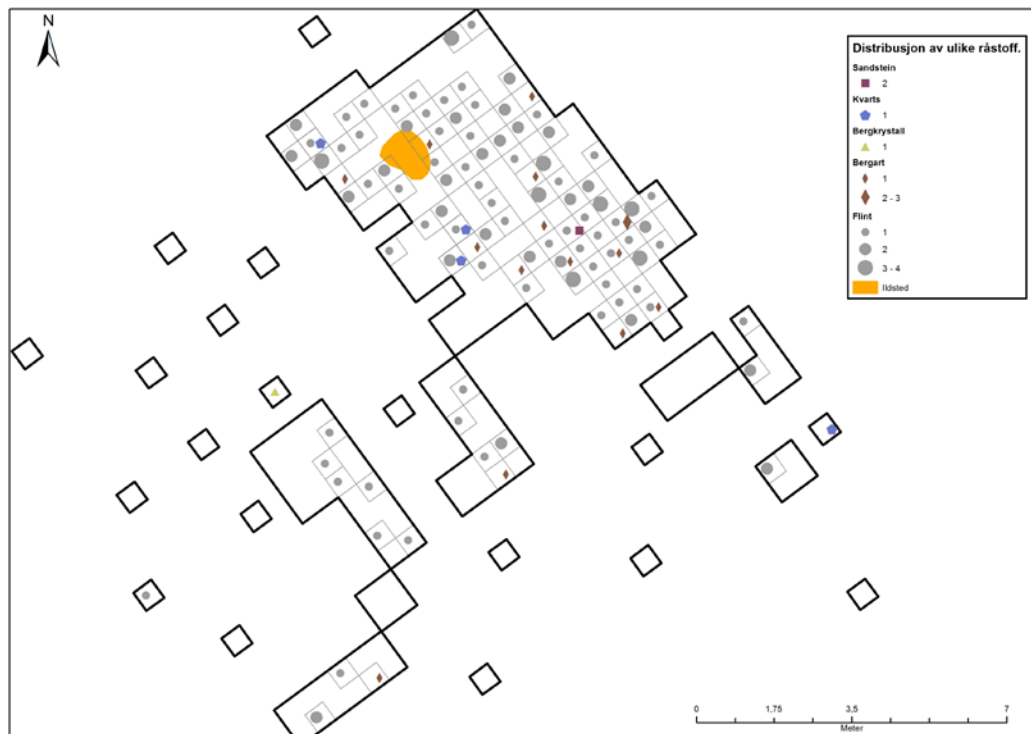 N
Distribusjon av ulike råstoff.
Sandstein
2
Kvarts
1
Bergkrystall
1
Bergart
1
2 - 3
Flint
1
2
3 - 4
Ildsted
0 1,75 3,5 7
Meter